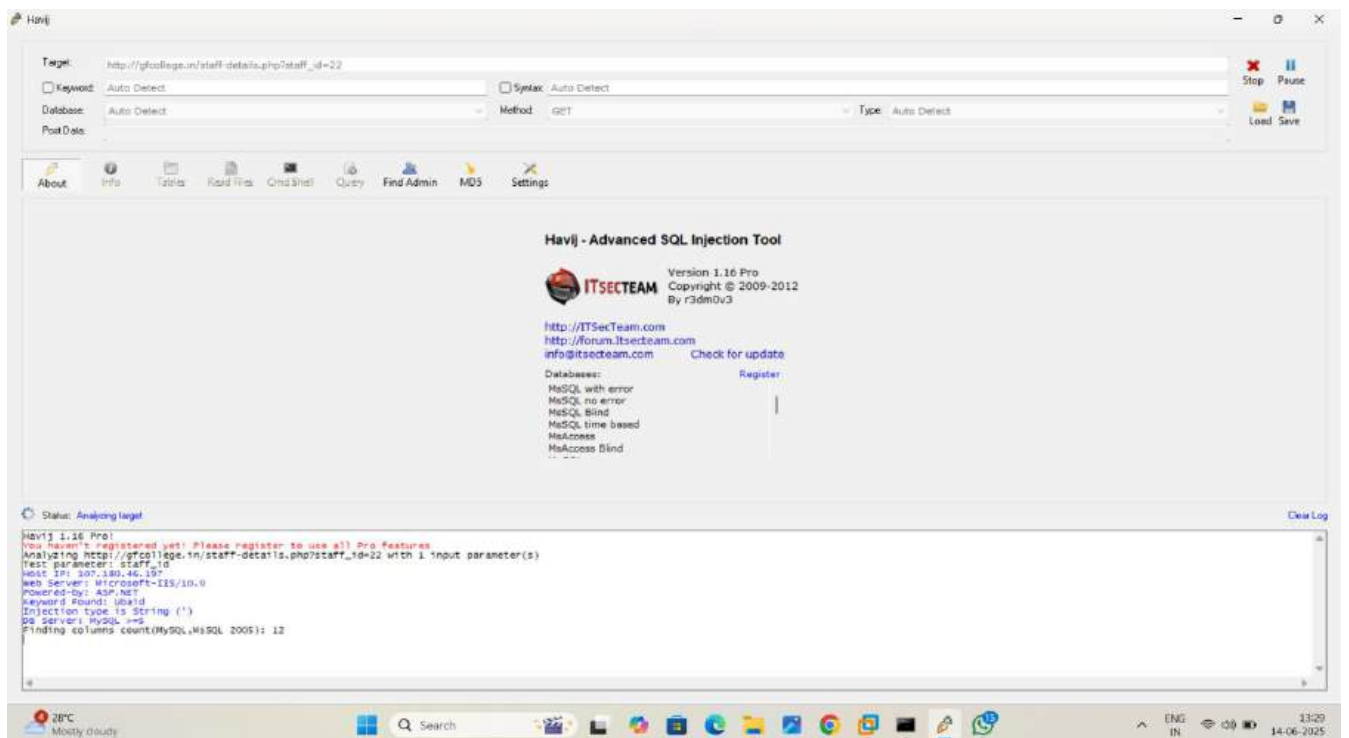 Havij
Target: http://gfcollege.in/staff-details.php?staff_id=22
Stop Pause
Keyword: Auto Detect Syntax: Auto Detect
Database: Auto Detect Method: GET Type: Auto Detect
Load Save
Post Data:
About Info Tables Read Files Cmd Shell Query Find Admin MD5 Settings
Havij - Advanced SQL Injection Tool
ITSECTEAM
Version 1.16 Pro
Copyright © 2009-2012
By r3dm0v3
http://ITSecTeam.com
http://forum.Itsecteam.com
info@itsecteam.com Check for update
Databases: Register
MsSQL with error
MsSQL no error
MsSQL Blind
MsSQL time based
MsAccess
MsAccess Blind
Status: Analyzing target Clear Log
Havij 1.16 Pro!
You haven't registered yet! Please register to use all Pro features
Analyzing http://gfcollege.in/staff-details.php?staff_id=22 with 1 input parameter(s)
Test parameter: staff_id
Host IP: 107.180.46.197
Web Server: Microsoft-IIS/10.0
Powered-by: ASP.NET
Keyword Found: Ubaid
Injection type is String (')
DB Server: MySQL >=5
Finding columns count(MySQL,MsSQL 2005): 12
4
28°C
Mostly cloudy
Search
ENG
IN
13:29
14-06-2025